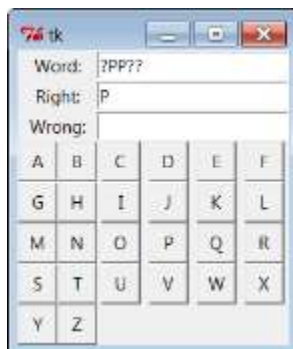 tk
Word: ?PP??
Right: P
Wrong:
A B C D E F
G H I J K L
M N O P Q R
S T U V W X
Y Z